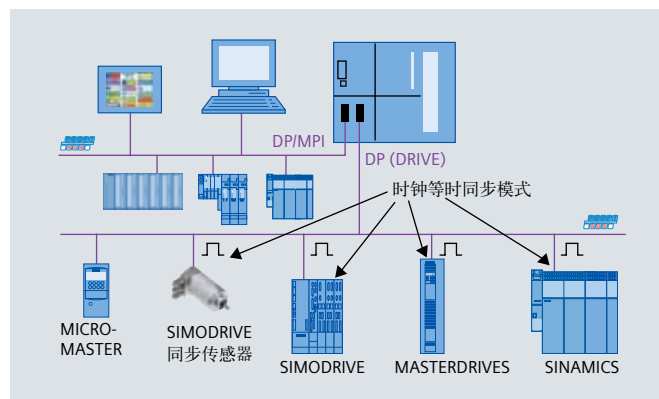 DP/MPI
DP (DRIVE)
时钟等时同步模式
MICRO-
MASTER
SIMODRIVE
同步传感器
SIMODRIVE
MASTERDRIVES
SINAMICS